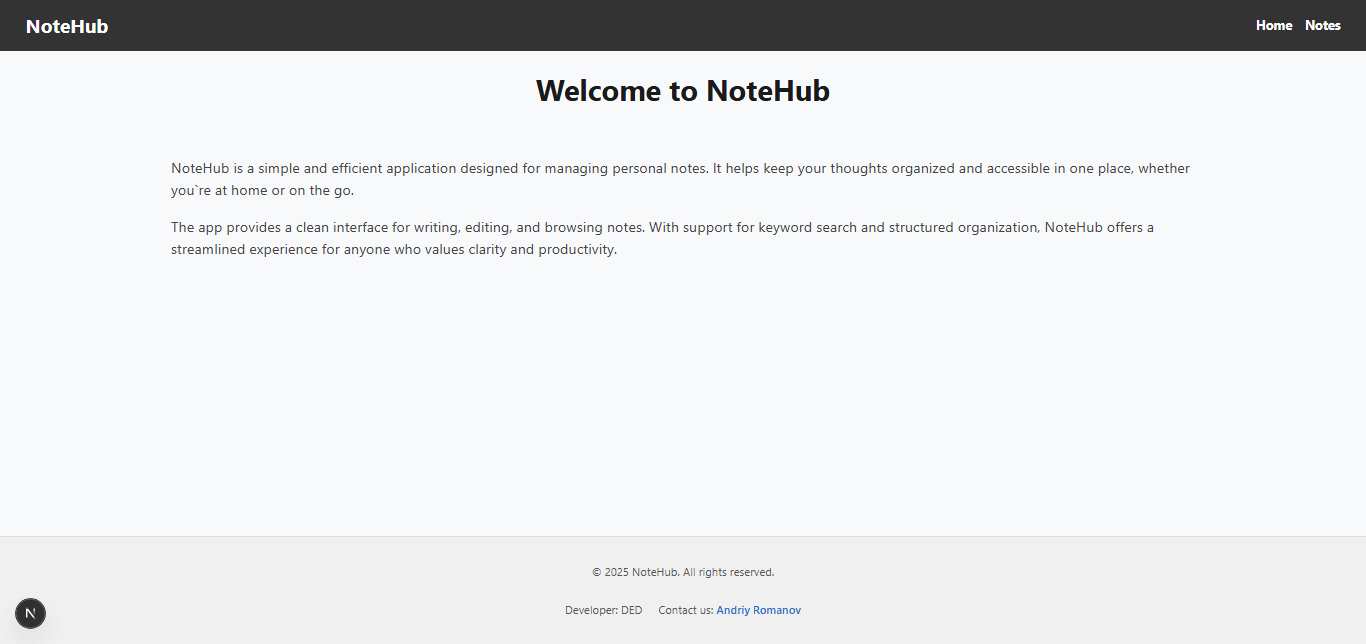 NoteHub
Home Notes
Welcome to NoteHub
NoteHub is a simple and efficient application designed for managing personal notes. It helps keep your thoughts organized and accessible in one place, whether
you`re at home or on the go.
The app provides a clean interface for writing, editing, and browsing notes. With support for keyword search and structured organization, NoteHub offers a
streamlined experience for anyone who values clarity and productivity.
© 2025 NoteHub. All rights reserved.
Developer: DED Contact us: Andriy Romanov
N